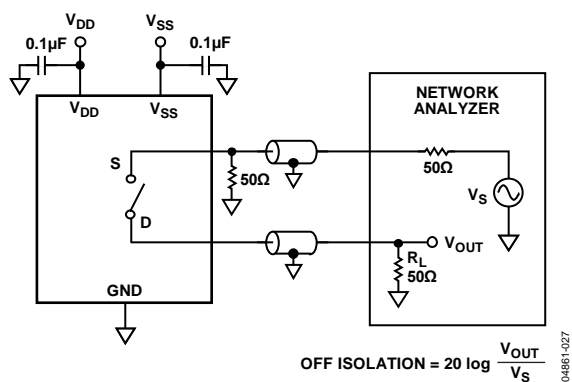 V_DD
V_SS
0.1µF
0.1µF
V_DD
V_SS
NETWORK
ANALYZER
S
50Ω
50Ω
V_S
D
V_OUT
R_L
50Ω
GND
OFF ISOLATION = 20 log V_OUT / V_S
04861-027